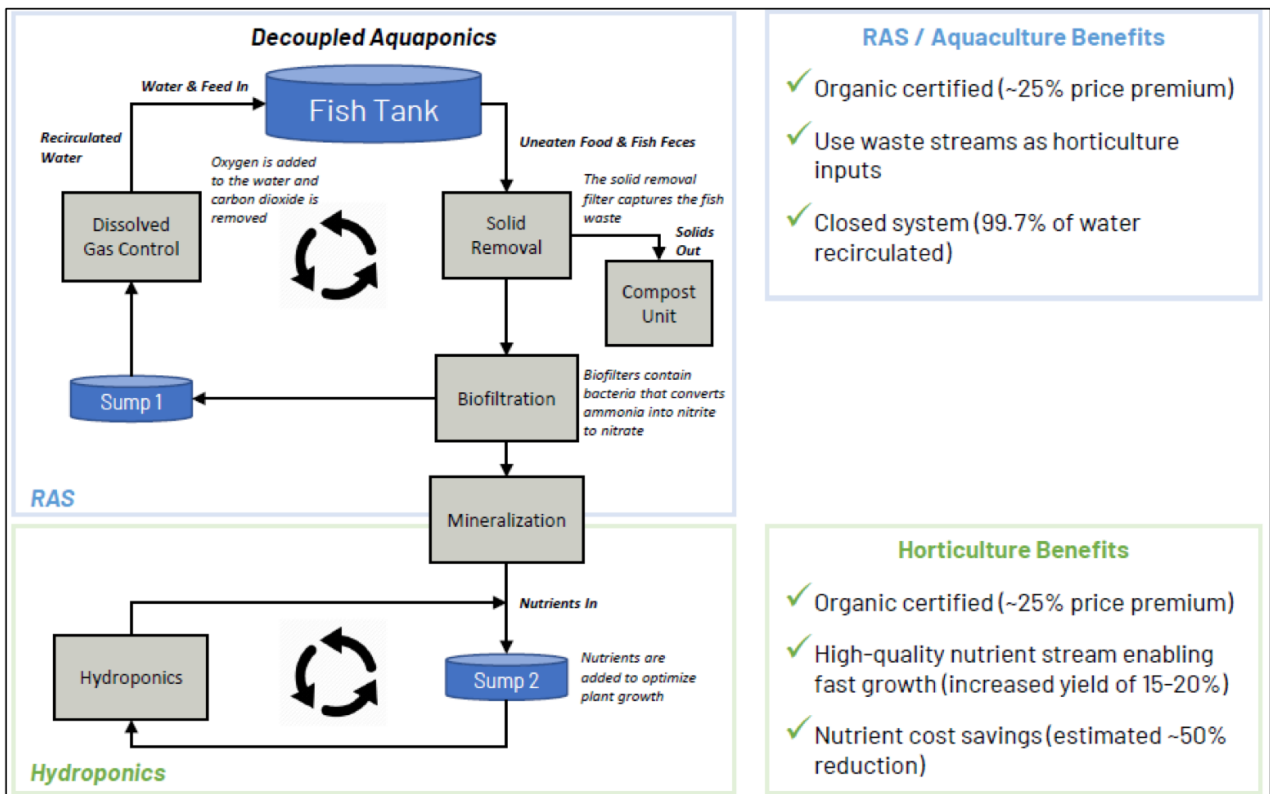 Decoupled Aquaponics
Water & Feed In
Fish Tank
Recirculated
Water
Uneaten Food & Fish Feces
Oxygen is added
to the water and
carbon dioxide is
removed
The solid removal
filter captures the fish
waste
Dissolved
Gas Control
Solid
Removal
Solids
Out
Compost
Unit
Sump 1
Biofiltration
Biofilters contain
bacteria that converts
ammonia into nitrite
to nitrate
RAS
Mineralization
Nutrients In
Hydroponics
Sump 2
Nutrients are
added to optimize
plant growth
Hydroponics
RAS / Aquaculture Benefits
✓ Organic certified (~25% price premium)
✓ Use waste streams as horticulture
inputs
✓ Closed system (99.7% of water
recirculated)
Horticulture Benefits
✓ Organic certified (~25% price premium)
✓ High-quality nutrient stream enabling
fast growth (increased yield of 15-20%)
✓ Nutrient cost savings (estimated ~50%
reduction)